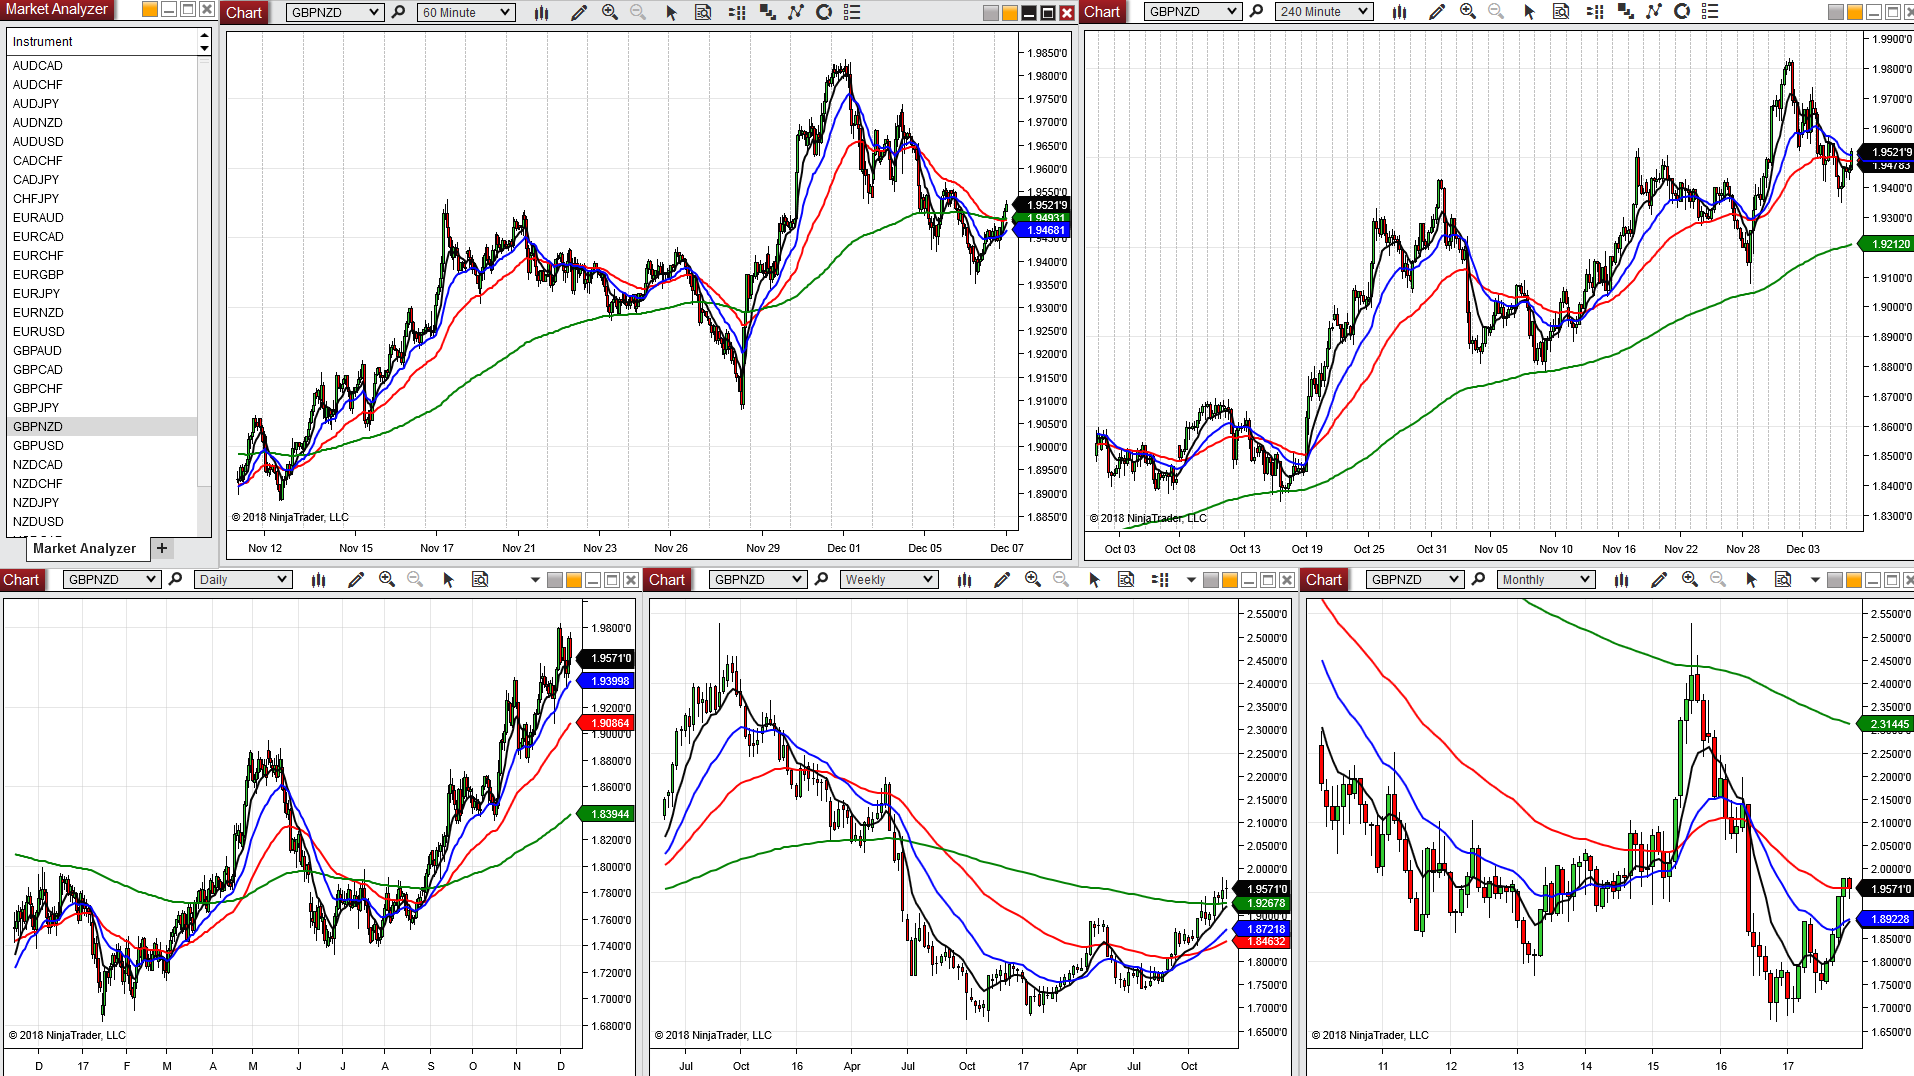 Market Analyzer
Instrument
AUDCAD
AUDCHF
AUDJPY
AUDNZD
AUDUSD
CADCHF
CADJPY
CHFJPY
EURAUD
EURCAD
EURCHF
EURGBP
EURJPY
EURNZD
EURUSD
GBPAUD
GBPCAD
GBPCHF
GBPJPY
GBPNZD
GBPUSD
NZDCAD
NZDCHF
NZDJPY
NZDUSD
Market Analyzer +
Chart GBPNZD 60 Minute
1.9850'0
1.9800'0
1.9750'0
1.9700'0
1.9650'0
1.9600'0
1.9550'0
1.9521'9
1.94931
1.94681
1.9450'0
1.9400'0
1.9350'0
1.9300'0
1.9250'0
1.9200'0
1.9150'0
1.9100'0
1.9050'0
1.9000'0
1.8950'0
1.8900'0
1.8850'0
© 2018 NinjaTrader, LLC
Nov 12 Nov 15 Nov 17 Nov 21 Nov 23 Nov 26 Nov 29 Dec 01 Dec 05 Dec 07
Chart GBPNZD 240 Minute
1.9900'0
1.9800'0
1.9700'0
1.9600'0
1.9521'9
1.94783
1.9400'0
1.9300'0
1.92120
1.9100'0
1.9000'0
1.8900'0
1.8800'0
1.8700'0
1.8600'0
1.8500'0
1.8400'0
1.8300'0
© 2018 NinjaTrader, LLC
Oct 03 Oct 08 Oct 13 Oct 19 Oct 25 Oct 31 Nov 05 Nov 10 Nov 16 Nov 22 Nov 28 Dec 03
Chart GBPNZD Daily
1.9800'0
1.9571'0
1.93998
1.9200'0
1.90864
1.9000'0
1.8800'0
1.8600'0
1.83944
1.8200'0
1.8000'0
1.7800'0
1.7600'0
1.7400'0
1.7200'0
1.7000'0
1.6800'0
© 2018 NinjaTrader, LLC
D 17 F M A M J J A S O N D
Chart GBPNZD Weekly
2.5500'0
2.5000'0
2.4500'0
2.4000'0
2.3500'0
2.3000'0
2.2500'0
2.2000'0
2.1500'0
2.1000'0
2.0500'0
2.0000'0
1.9571'0
1.92678
1.9000'0
1.87218
1.84632
1.8000'0
1.7500'0
1.7000'0
1.6500'0
© 2018 NinjaTrader, LLC
Jul Oct 16 Apr Jul Oct 17 Apr Jul Oct
Chart GBPNZD Monthly
2.5500'0
2.5000'0
2.4500'0
2.4000'0
2.3500'0
2.31445
2.2500'0
2.2000'0
2.1500'0
2.1000'0
2.0500'0
2.0000'0
1.9571'0
1.89228
1.8500'0
1.8000'0
1.7500'0
1.7000'0
1.6500'0
© 2018 NinjaTrader, LLC
11 12 13 14 15 16 17